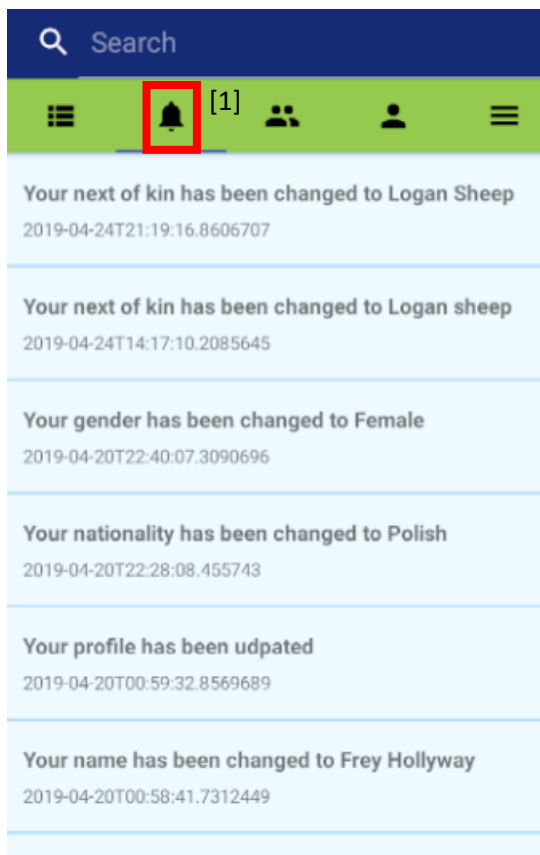 Search
[1]
Your next of kin has been changed to Logan Sheep
2019-04-24T21:19:16.8606707
Your next of kin has been changed to Logan sheep
2019-04-24T14:17:10.2085645
Your gender has been changed to Female
2019-04-20T22:40:07.3090696
Your nationality has been changed to Polish
2019-04-20T22:28:08.455743
Your profile has been udpated
2019-04-20T00:59:32.8569689
Your name has been changed to Frey Hollyway
2019-04-20T00:58:41.7312449